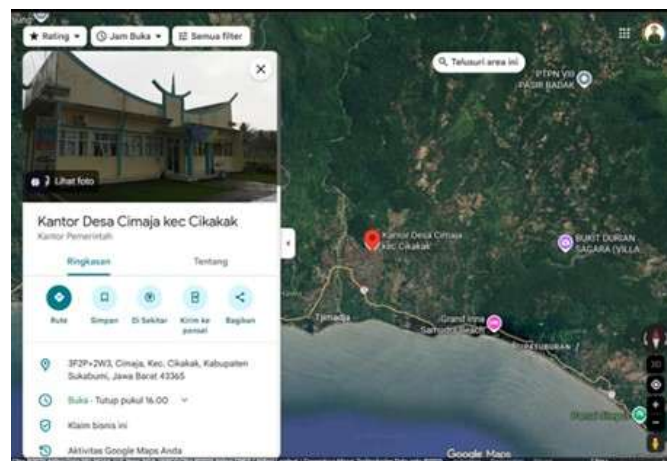 Rating
Jam Buka
Semua filter
Telusuri area ini
PTPN VIII
PASIR BADAK
Lihat foto
Kantor Desa Cimaja kec Cikakak
Kantor Pemerintah
Ringkasan
Tentang
Rute
Simpan
Di Sekitar
Kirim ke
ponsel
Bagikan
3F2P+2W3, Cimaja, Kec. Cikakak, Kabupaten
Sukabumi, Jawa Barat 43365
Buka · Tutup pukul 16.00
Klaim bisnis ini
Aktivitas Google Maps Anda
Kantor Desa Cimaja
kec Cikakak
BUKIT DURIAN
SAGARA (VILLA
Tjimadja
Grand Inna
Samudra Beach
3D
Google Maps